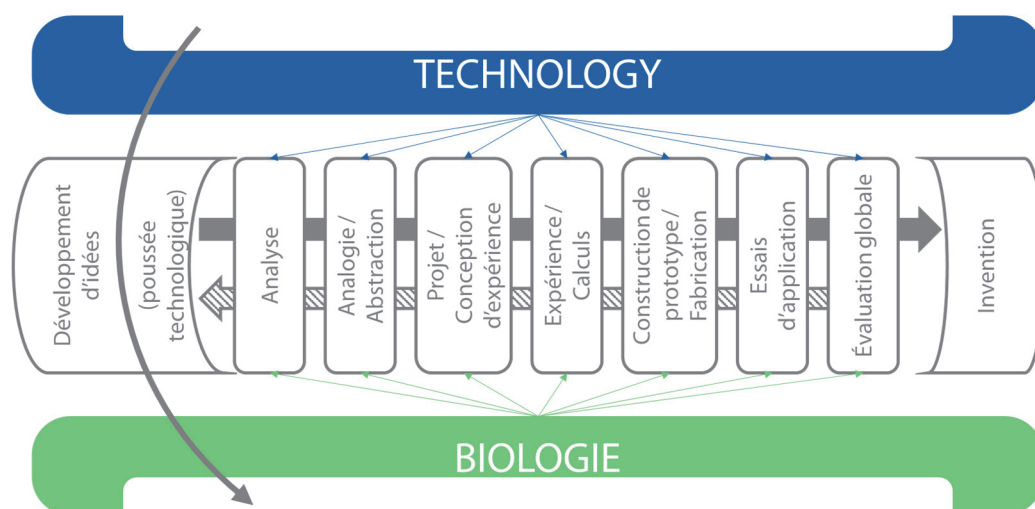 TECHNOLOGY
Développement
d'idées
(poussée
technologique)
Analyse
Analogie /
Abstraction
Projet /
Conception
d'expérience
Expérience /
Calculs
Construction de
prototype /
Fabrication
Essais
d'application
Évaluation globale
Invention
BIOLOGIE